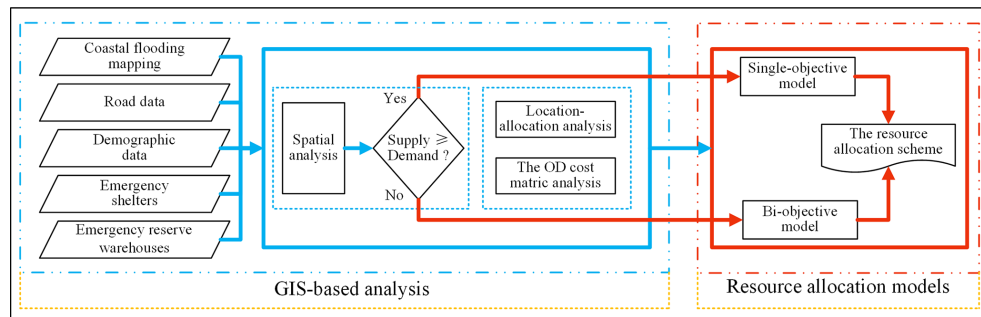 Coastal flooding
mapping
Road data
Demographic
data
Emergency
shelters
Emergency reserve
warehouses
Spatial
analysis
Yes
Supply ≥
Demand ?
No
Location-
allocation analysis
The OD cost
matric analysis
Single-objective
model
The resource
allocation scheme
Bi-objective
model
GIS-based analysis
Resource allocation models